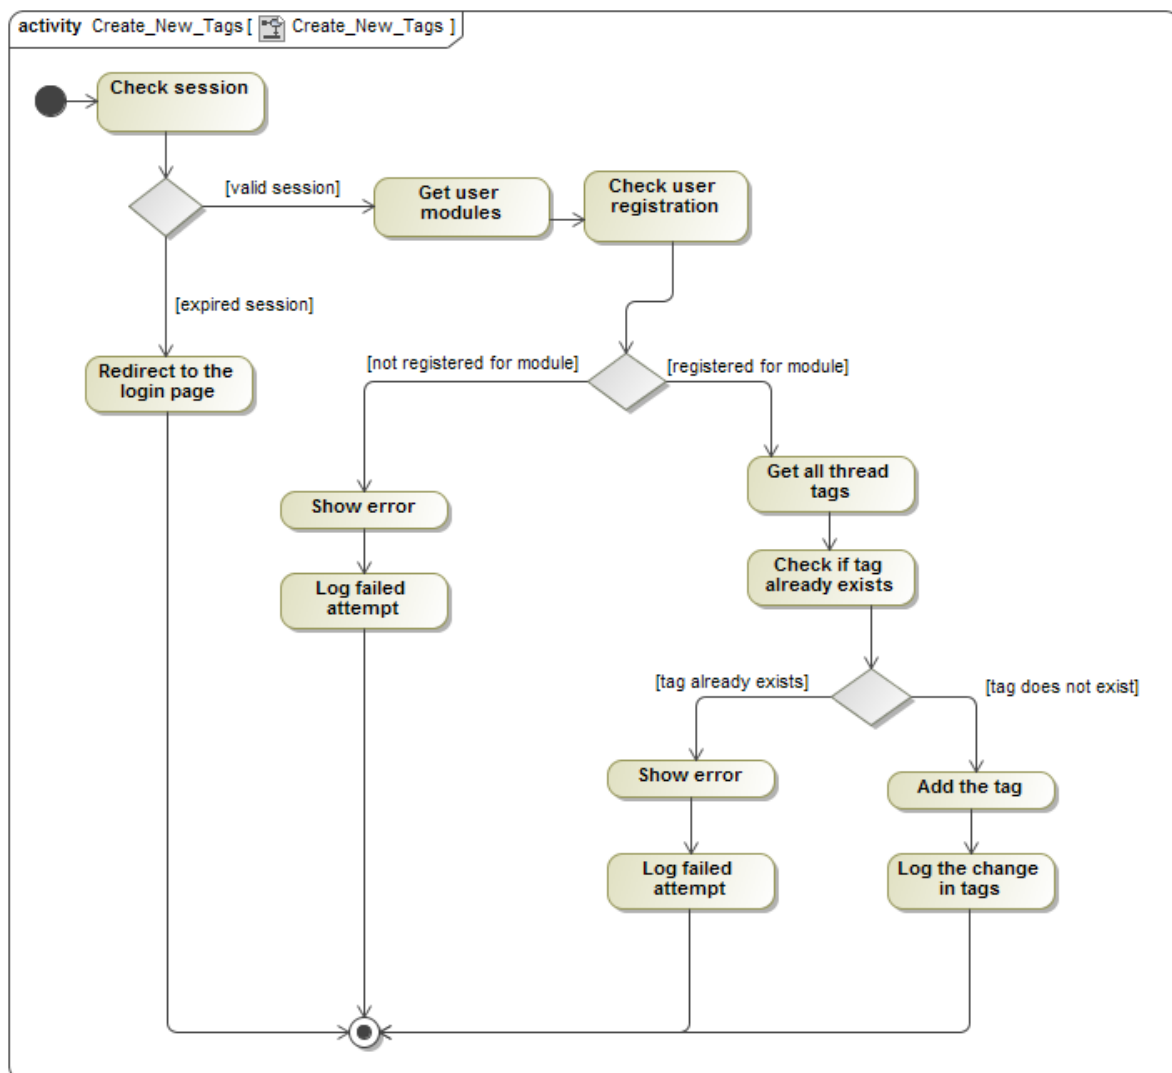 activity Create_New_Tags [ Create_New_Tags ]
Check session
[valid session]
Get user
modules
Check user
registration
[expired session]
Redirect to the
login page
[not registered for module]
[registered for module]
Get all thread
tags
Show error
Check if tag
already exists
Log failed
attempt
[tag already exists]
[tag does not exist]
Show error
Add the tag
Log failed
attempt
Log the change
in tags